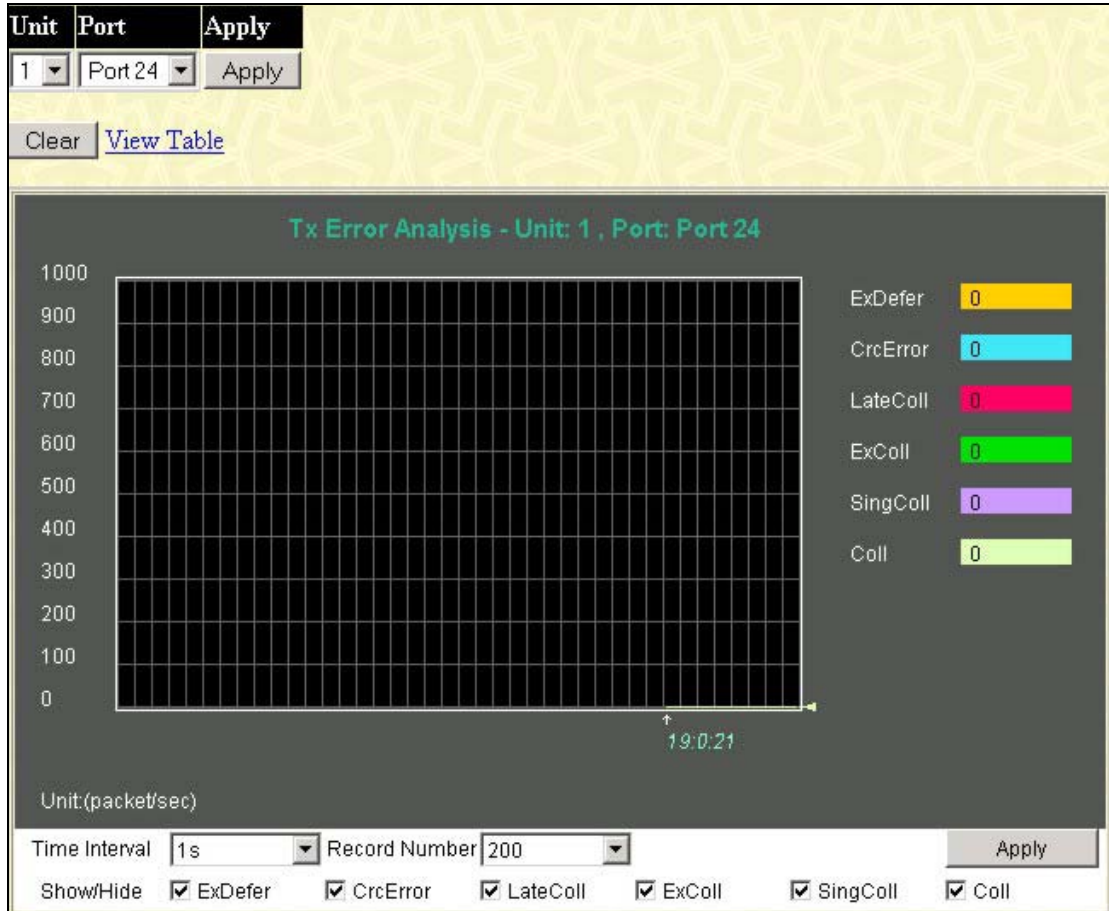 Unit Port Apply
1 Port 24 Apply
Clear View Table
Tx Error Analysis - Unit: 1 , Port: Port 24
1000
900
800
700
600
500
400
300
200
100
0
ExDefer 0
CrcError 0
LateColl 0
ExColl 0
SingColl 0
Coll 0
19:0:21
Unit:(packet/sec)
Time Interval 1s Record Number 200 Apply
Show/Hide ExDefer CrcError LateColl ExColl SingColl Coll